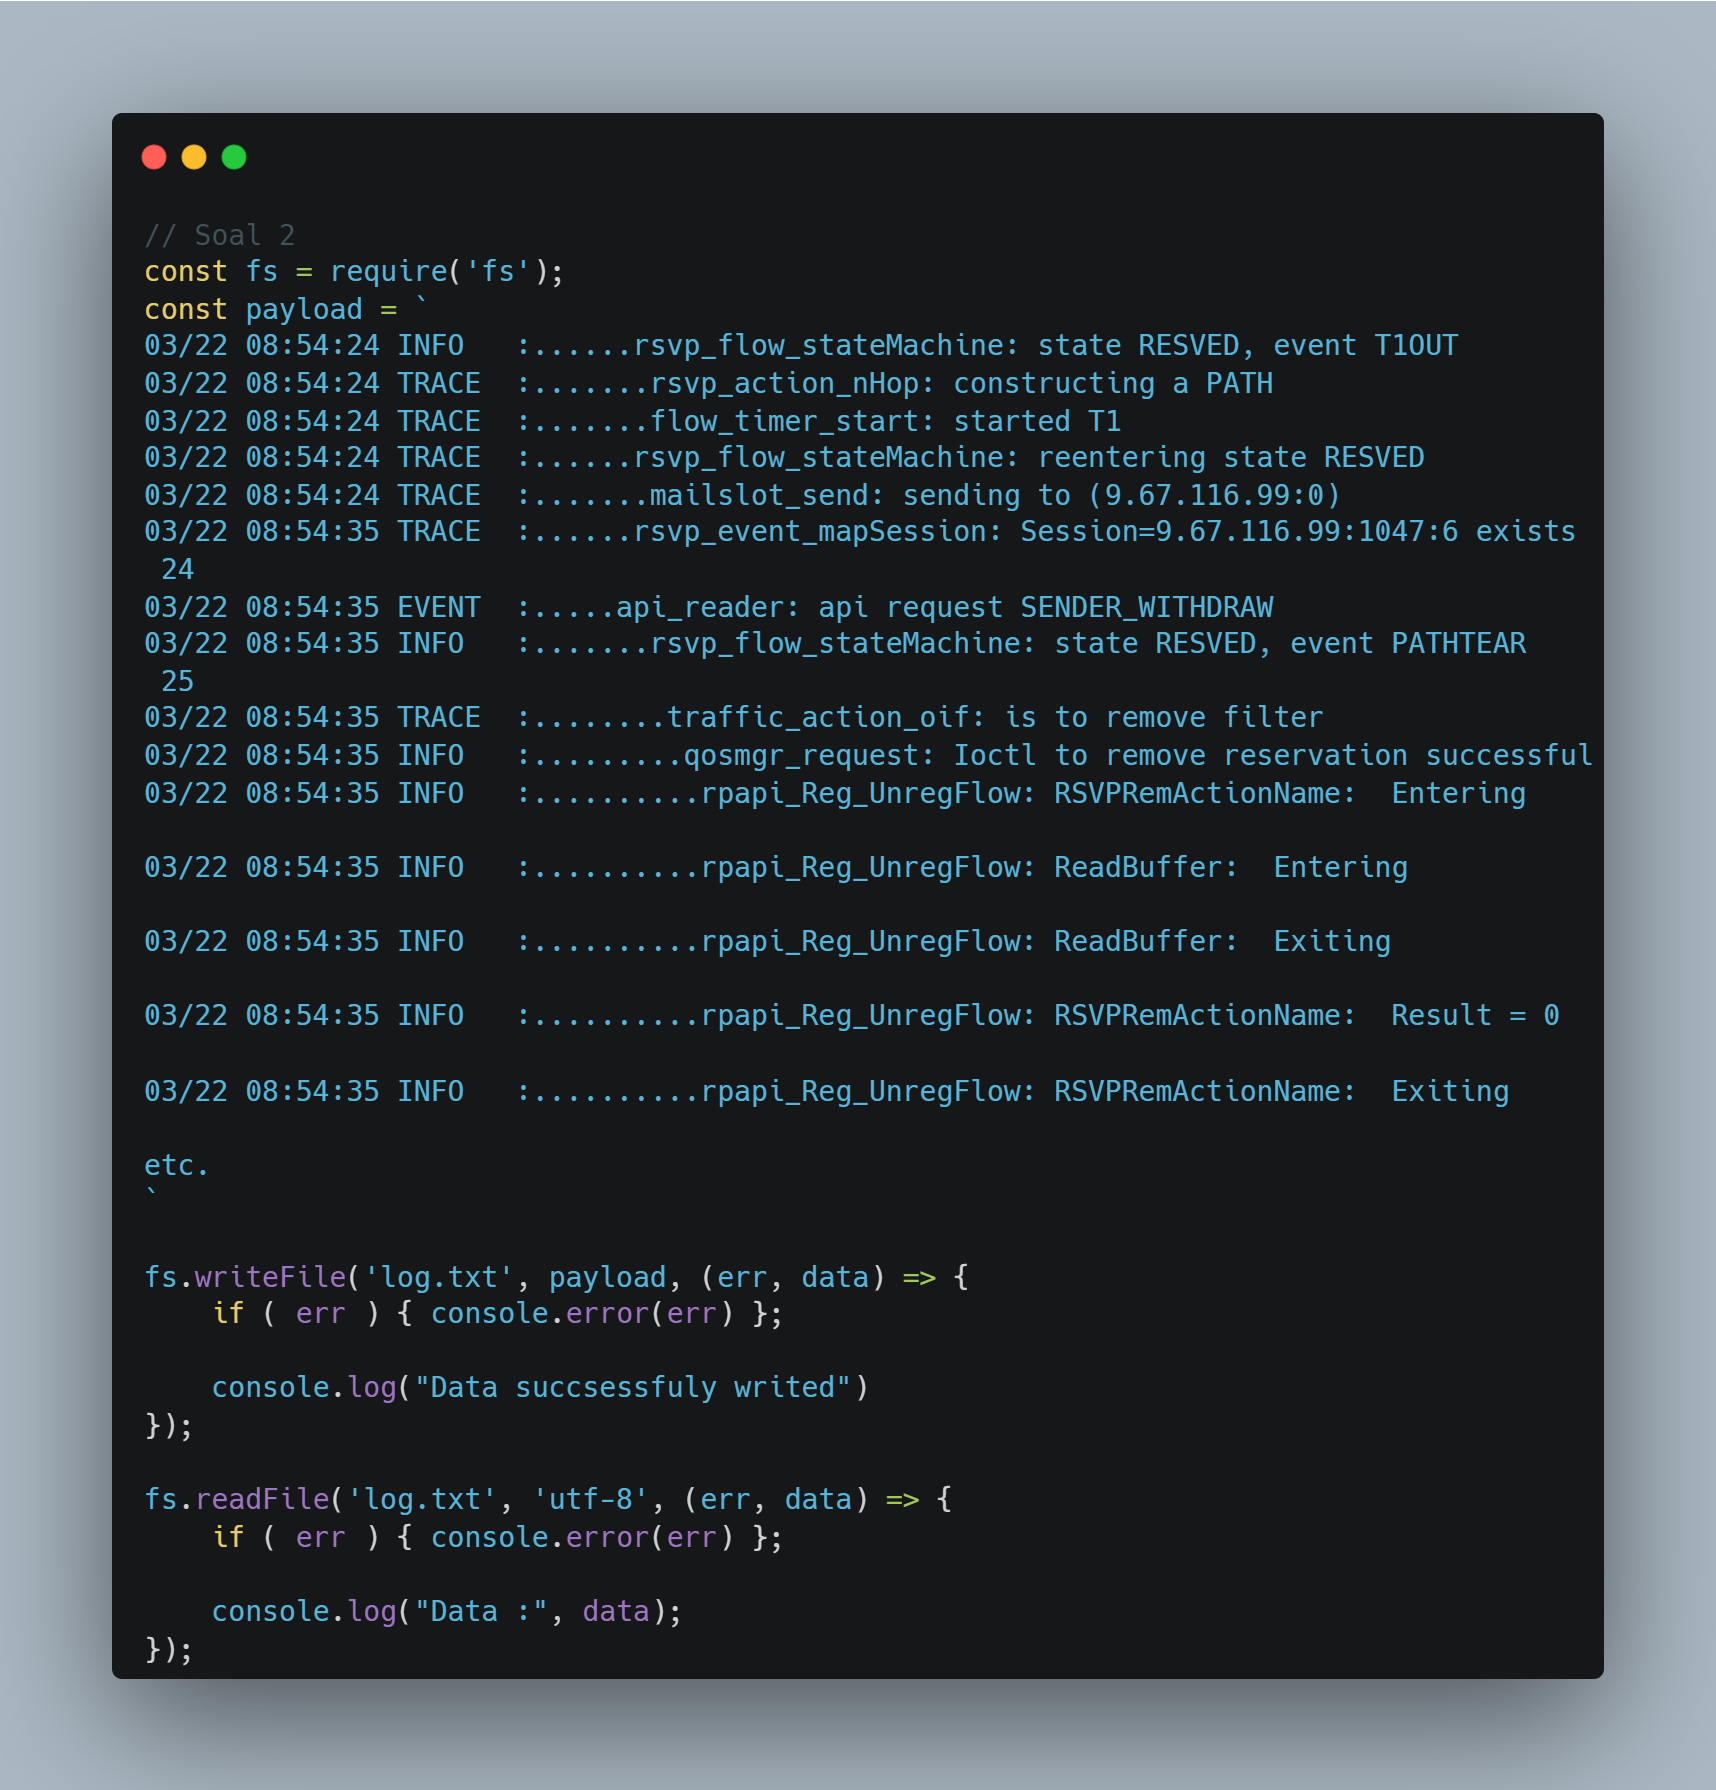 // Soal 2
const fs = require('fs');
const payload = `
03/22 08:54:24 INFO   :......rsvp_flow_stateMachine: state RESVED, event T1OUT
03/22 08:54:24 TRACE  :.......rsvp_action_nHop: constructing a PATH
03/22 08:54:24 TRACE  :.......flow_timer_start: started T1
03/22 08:54:24 TRACE  :......rsvp_flow_stateMachine: reentering state RESVED
03/22 08:54:24 TRACE  :.......mailslot_send: sending to (9.67.116.99:0)
03/22 08:54:35 TRACE  :......rsvp_event_mapSession: Session=9.67.116.99:1047:6 exists
 24
03/22 08:54:35 EVENT  :.....api_reader: api request SENDER_WITHDRAW
03/22 08:54:35 INFO   :.......rsvp_flow_stateMachine: state RESVED, event PATHTEAR
 25
03/22 08:54:35 TRACE  :........traffic_action_oif: is to remove filter
03/22 08:54:35 INFO   :.........qosmgr_request: Ioctl to remove reservation successful
03/22 08:54:35 INFO   :..........rpapi_Reg_UnregFlow: RSVPRemActionName:  Entering

03/22 08:54:35 INFO   :..........rpapi_Reg_UnregFlow: ReadBuffer:  Entering

03/22 08:54:35 INFO   :..........rpapi_Reg_UnregFlow: ReadBuffer:  Exiting

03/22 08:54:35 INFO   :..........rpapi_Reg_UnregFlow: RSVPRemActionName:  Result = 0

03/22 08:54:35 INFO   :..........rpapi_Reg_UnregFlow: RSVPRemActionName:  Exiting

etc.
`

fs.writeFile('log.txt', payload, (err, data) => {
    if ( err ) { console.error(err) };

    console.log("Data succsessfuly writed")
});

fs.readFile('log.txt', 'utf-8', (err, data) => {
    if ( err ) { console.error(err) };

    console.log("Data :", data);
});